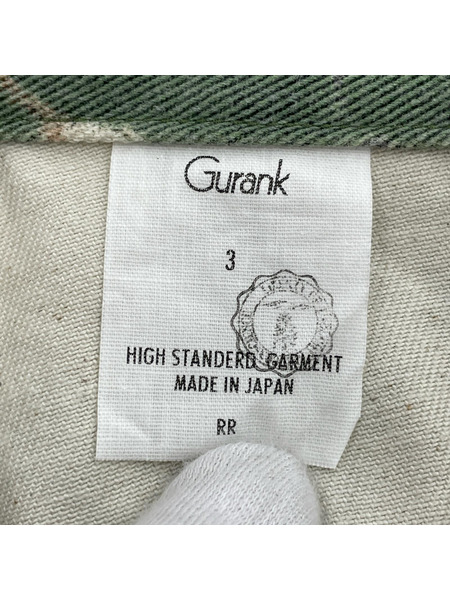 Gurank
3
HIGH STANDERD GARMENT
MADE IN JAPAN
RR